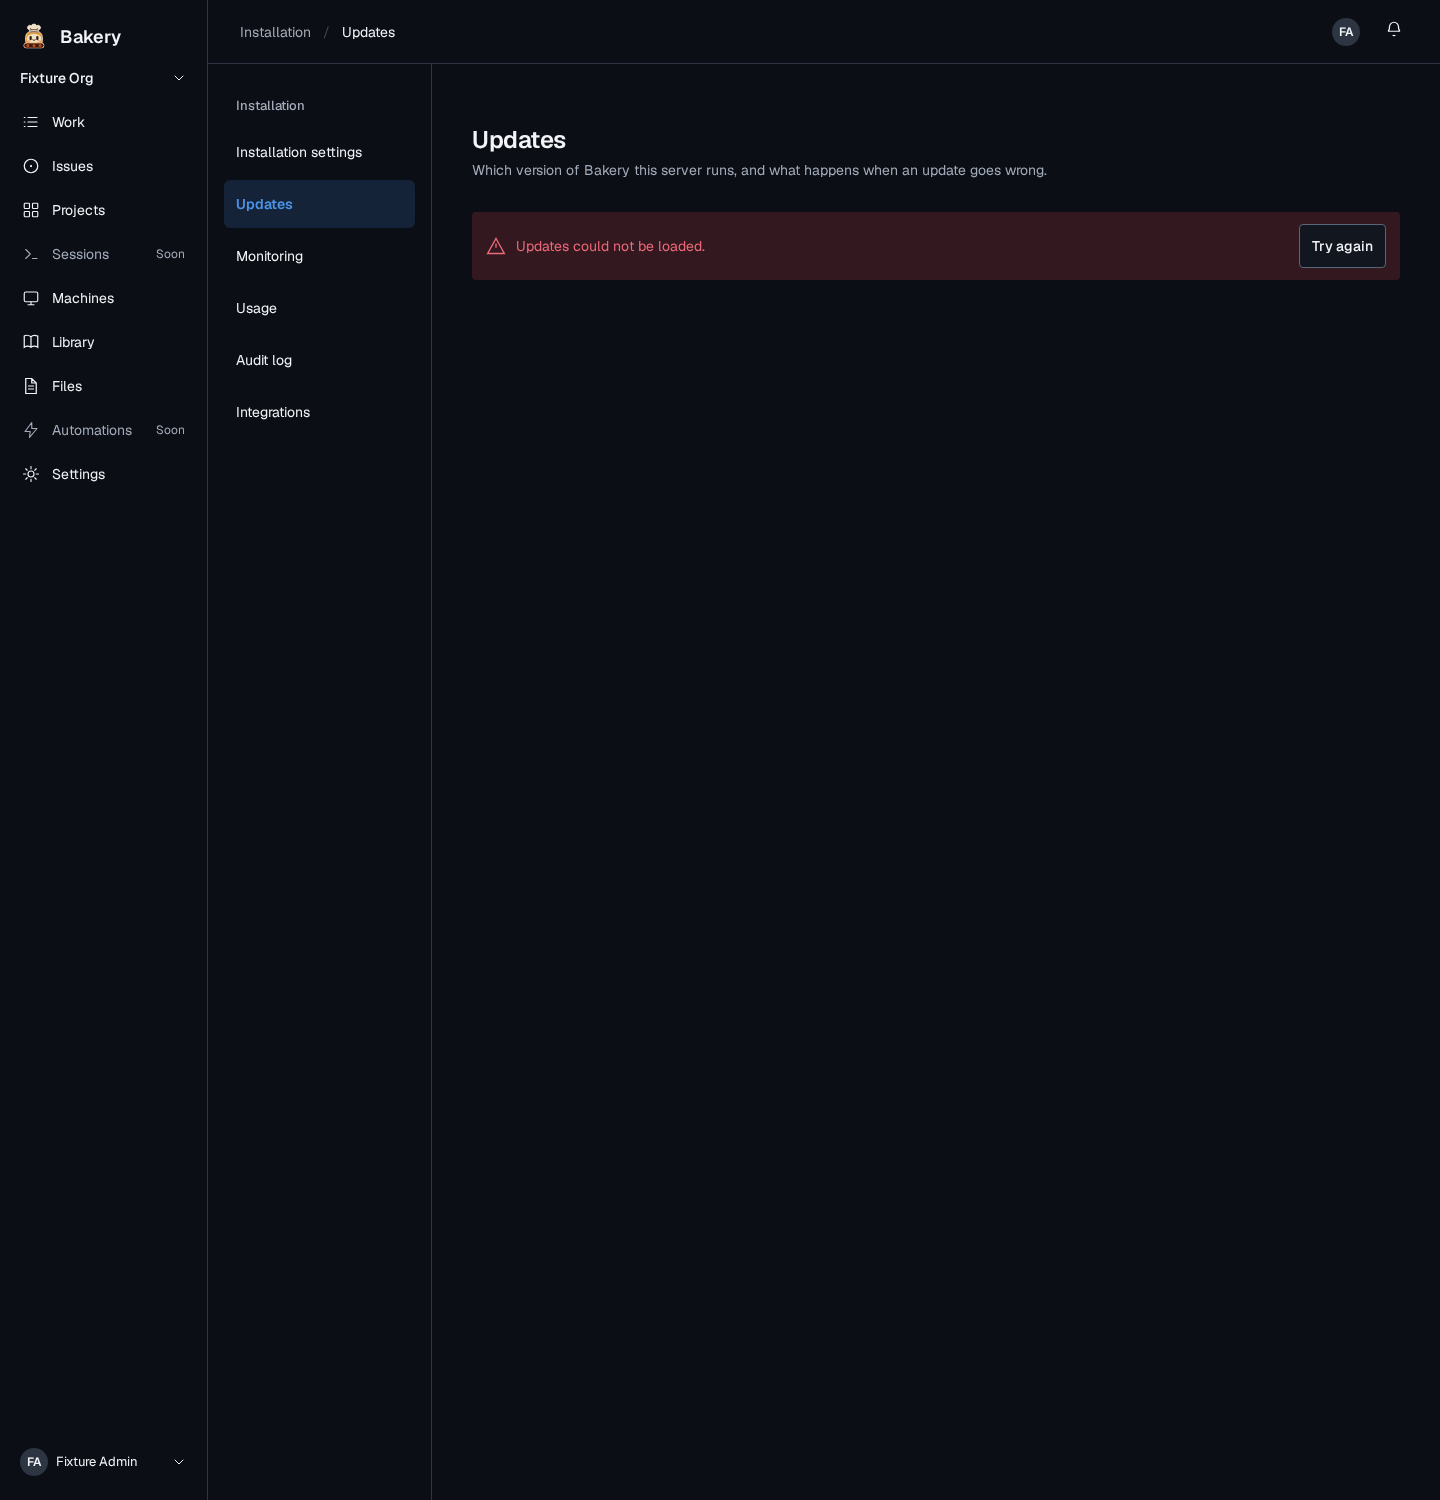 Bakery
Fixture Org
Work
Issues
Projects
Sessions Soon
Machines
Library
Files
Automations Soon
Settings
FA Fixture Admin
Installation / Updates
FA
Installation
Installation settings
Updates
Monitoring
Usage
Audit log
Integrations
Updates
Which version of Bakery this server runs, and what happens when an update goes wrong.
Updates could not be loaded.
Try again